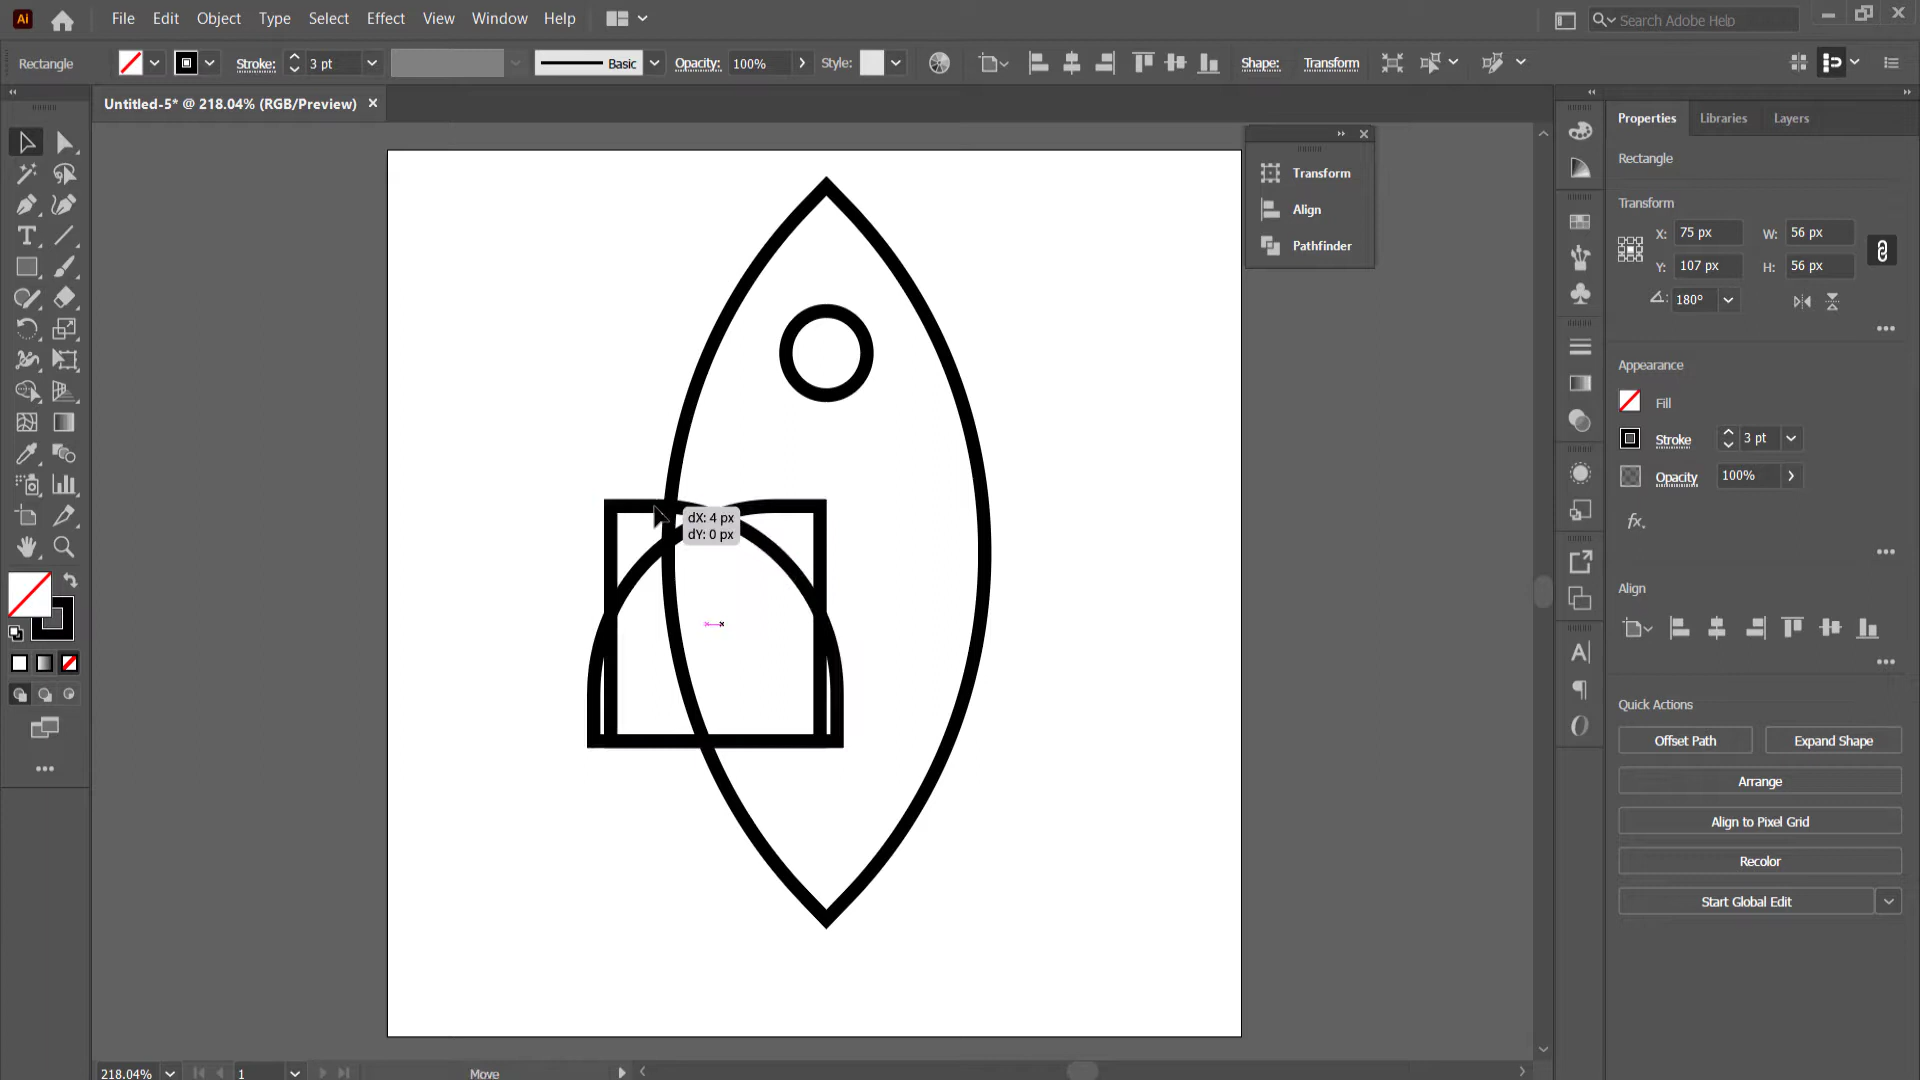 Ai File Edit Object Type Select Effect View Window Help Search Adobe Help
Rectangle Stroke: 3 pt Basic Opacity: 100% Style: Shape: Transform
Untitled-5* @ 218.04% (RGB/Preview)
Properties Libraries Layers
Rectangle
Transform
X: 75 px W: 56 px
Y: 107 px H: 56 px
180°
Appearance
Fill
Stroke 3 pt
Opacity 100%
fx.
Align
Quick Actions
Offset Path Expand Shape
Arrange
Align to Pixel Grid
Recolor
Start Global Edit
Transform
Align
Pathfinder
dX: 4 px
dY: 0 px
218.04% 1 Move